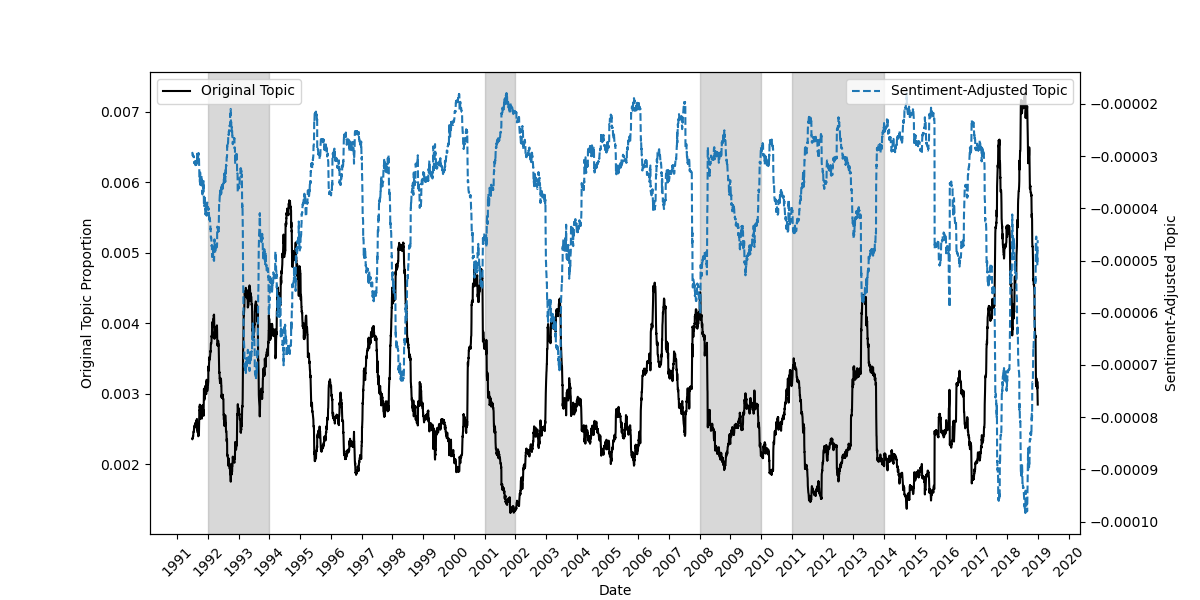 Original Topic
Sentiment-Adjusted Topic
0.007
0.006
0.005
0.004
0.003
0.002
Original Topic Proportion
−0.00002
−0.00003
−0.00004
−0.00005
−0.00006
−0.00007
−0.00008
−0.00009
−0.00010
Sentiment-Adjusted Topic
1991 1992 1993 1994 1995 1996 1997 1998 1999 2000 2001 2002 2003 2004 2005 2006 2007 2008 2009 2010 2011 2012 2013 2014 2015 2016 2017 2018 2019 2020
Date